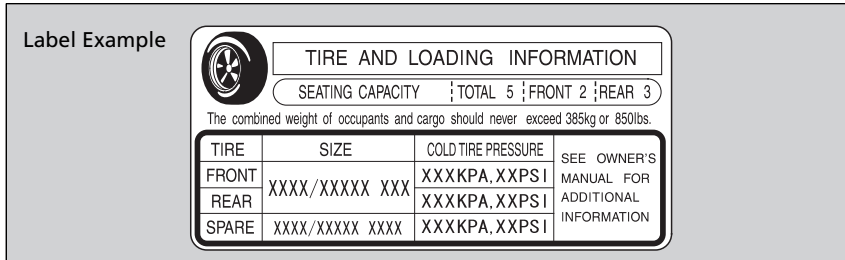 Label Example
TIRE AND LOADING INFORMATION
SEATING CAPACITY TOTAL 5 FRONT 2 REAR 3
The combined weight of occupants and cargo should never exceed 385kg or 850lbs.
TIRE SIZE COLD TIRE PRESSURE
FRONT XXXX/XXXXX XXX XXXKPA,XXPSI
REAR XXXKPA,XXPSI
SPARE XXXX/XXXXX XXXX XXXKPA,XXPSI
SEE OWNER'S
MANUAL FOR
ADDITIONAL
INFORMATION